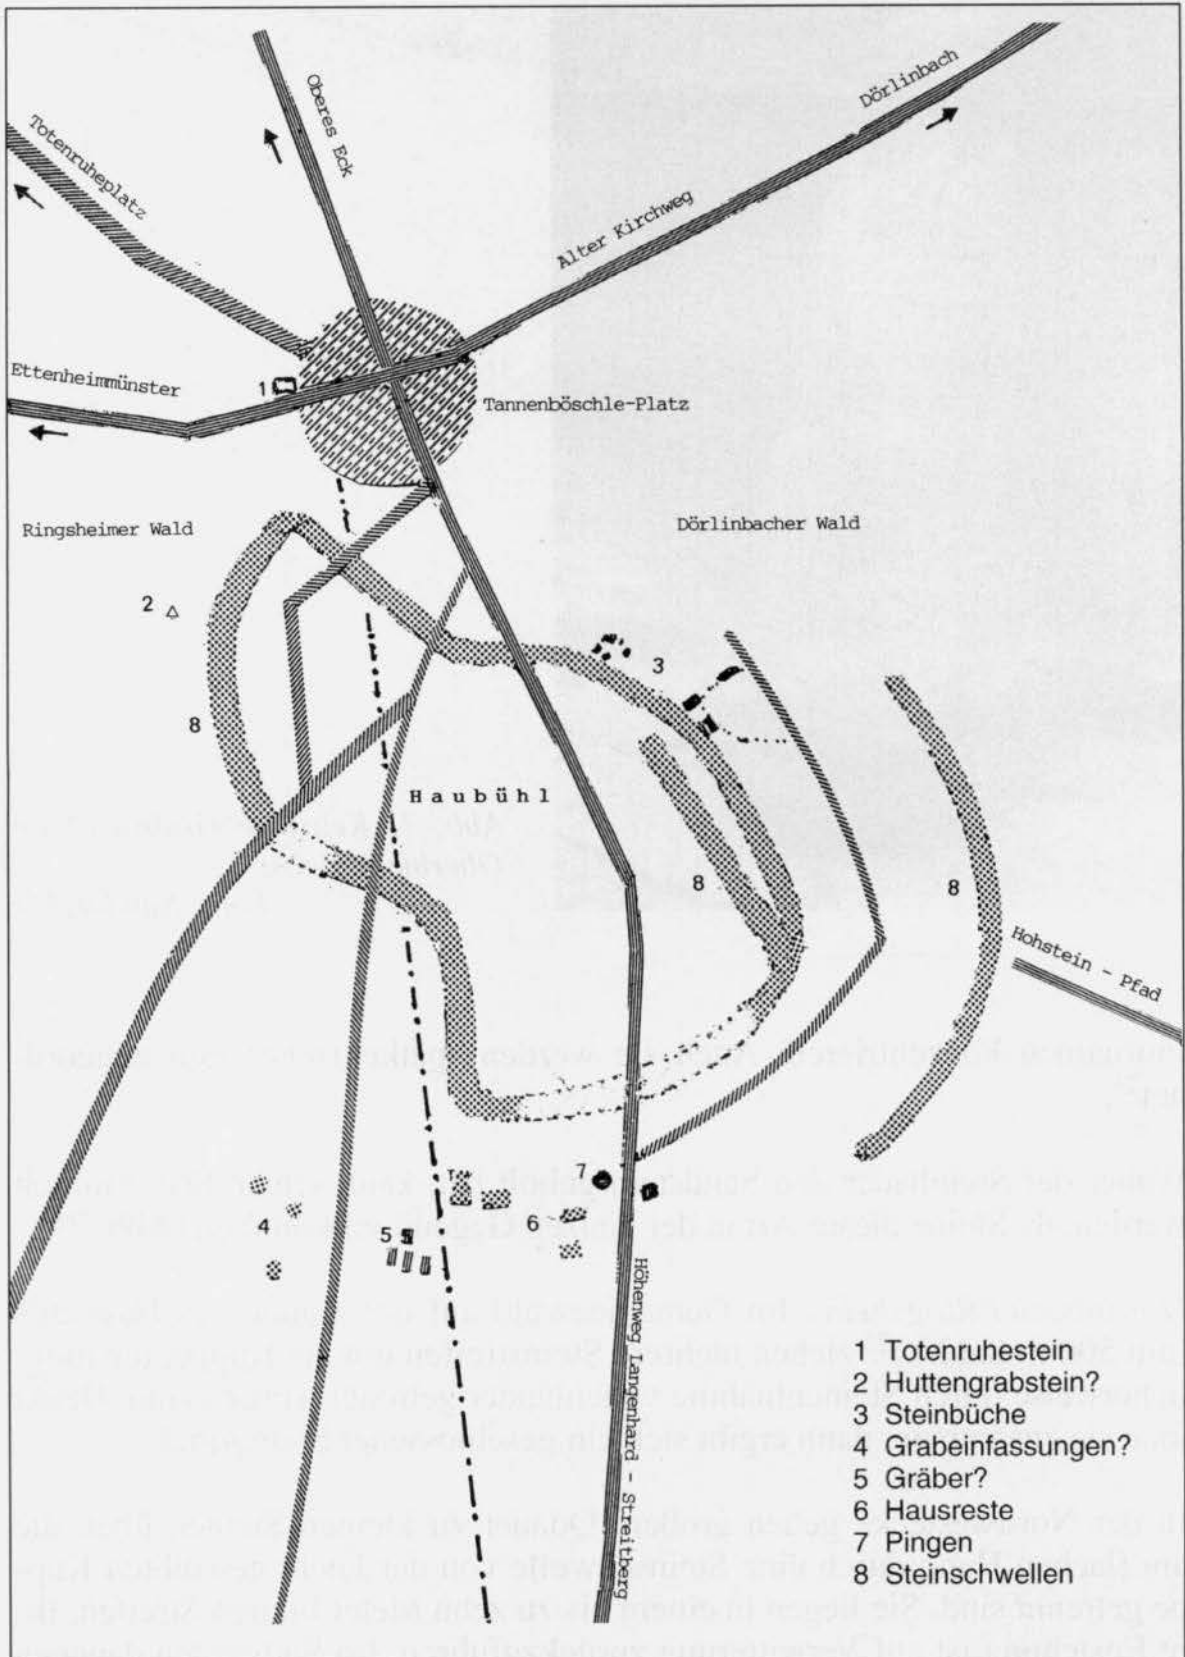 Oberes Eck
Dörlinbach
Totenruheplatz
Alter Kirchweg
Ettenheimmünster
1
Tannenböschle-Platz
Ringsheimer Wald
Dörlinbacher Wald
2
3
8
Haubühl
8
8
Hohstein - Pfad
7
4
5
6
Höhenweg Langenhard - Streitberg
1 Totenruhestein
2 Huttengrabstein?
3 Steinbüche
4 Grabeinfassungen?
5 Gräber?
6 Hausreste
7 Pingen
8 Steinschwellen